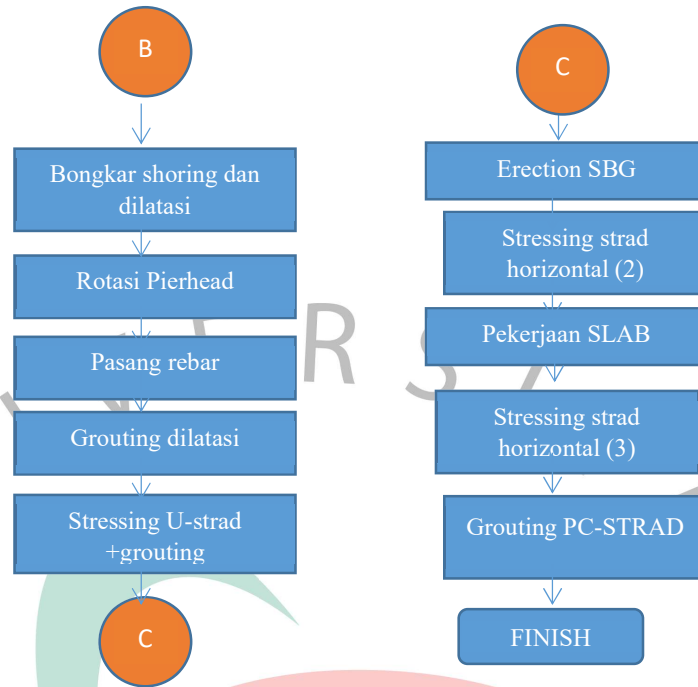 B
Bongkar shoring dan
dilatasi
Rotasi Pierhead
Pasang rebar
Grouting dilatasi
Stressing U-strad
+grouting
C
C
Erection SBG
Stressing strad
horizontal (2)
Pekerjaan SLAB
Stressing strad
horizontal (3)
Grouting PC-STRAD
FINISH